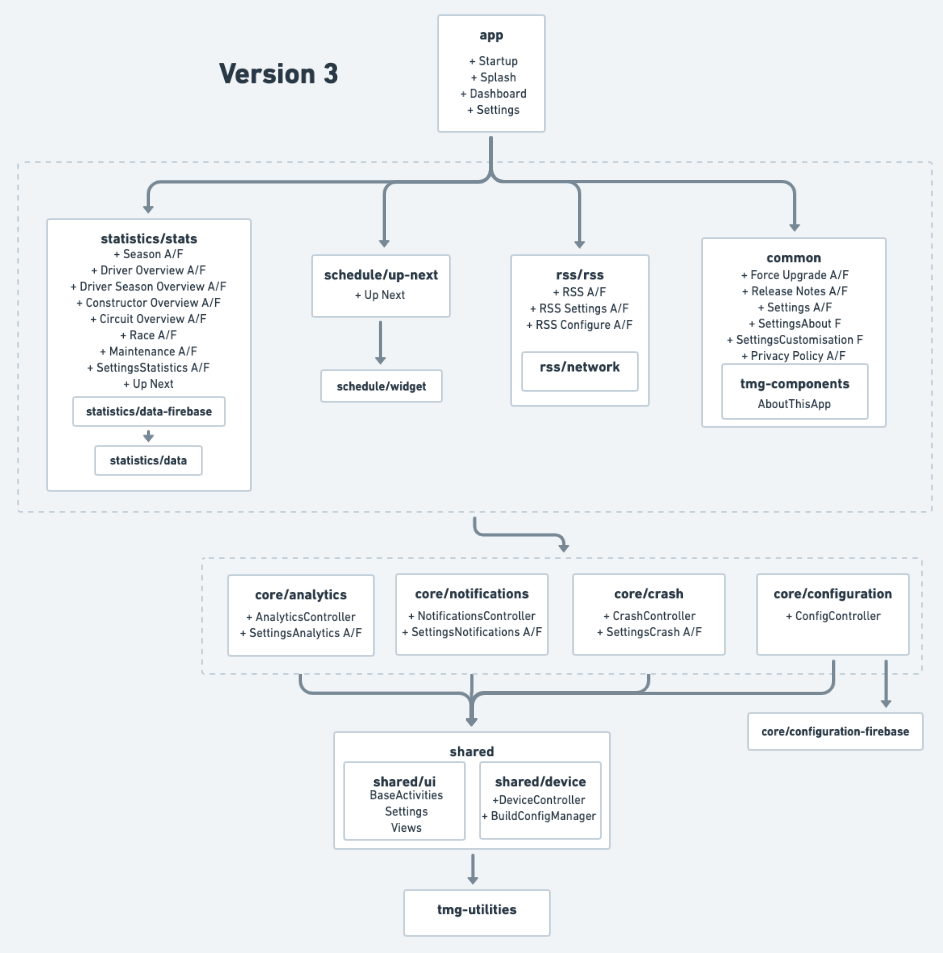 Version 3
app
+ Startup
+ Splash
+ Dashboard
+ Settings
statistics/stats
+ Season A/F
+ Driver Overview A/F
+ Driver Season Overview A/F
+ Constructor Overview A/F
+ Circuit Overview A/F
+ Race A/F
+ Maintenance A/F
+ SettingsStatistics A/F
+ Up Next
statistics/data-firebase
statistics/data
schedule/up-next
+ Up Next
schedule/widget
rss/rss
+ RSS A/F
+ RSS Settings A/F
+ RSS Configure A/F
rss/network
common
+ Force Upgrade A/F
+ Release Notes A/F
+ Settings A/F
+ SettingsAbout F
+ SettingsCustomisation F
+ Privacy Policy A/F
tmg-components
AboutThisApp
core/analytics
+ AnalyticsController
+ SettingsAnalytics A/F
core/notifications
+ NotificationsController
+ SettingsNotifications A/F
core/crash
+ CrashController
+ SettingsCrash A/F
core/configuration
+ ConfigController
core/configuration-firebase
shared
shared/ui
BaseActivities
Settings
Views
shared/device
+DeviceController
+ BuildConfigManager
tmg-utilities